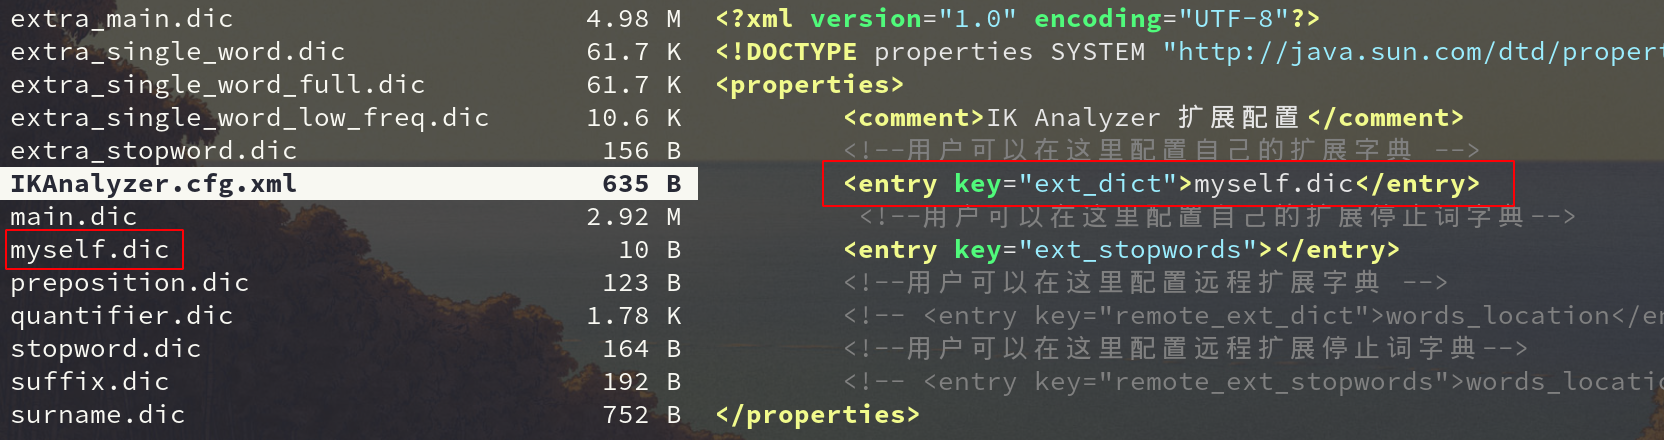 extra_main.dic 4.98 M
extra_single_word.dic 61.7 K
extra_single_word_full.dic 61.7 K
extra_single_word_low_freq.dic 10.6 K
extra_stopword.dic 156 B
IKAnalyzer.cfg.xml 635 B
main.dic 2.92 M
myself.dic 10 B
preposition.dic 123 B
quantifier.dic 1.78 K
stopword.dic 164 B
suffix.dic 192 B
surname.dic 752 B
<?xml version="1.0" encoding="UTF-8"?>
<!DOCTYPE properties SYSTEM "http://java.sun.com/dtd/proper
<properties>
<comment>IK Analyzer 扩展配置</comment>
<!--用户可以在这里配置自己的扩展字典 -->
<entry key="ext_dict">myself.dic</entry>
<!--用户可以在这里配置自己的扩展停止词字典-->
<entry key="ext_stopwords"></entry>
<!--用户可以在这里配置远程扩展字典 -->
<!-- <entry key="remote_ext_dict">words_location</en
<!--用户可以在这里配置远程扩展停止词字典-->
<!-- <entry key="remote_ext_stopwords">words_locatio
</properties>